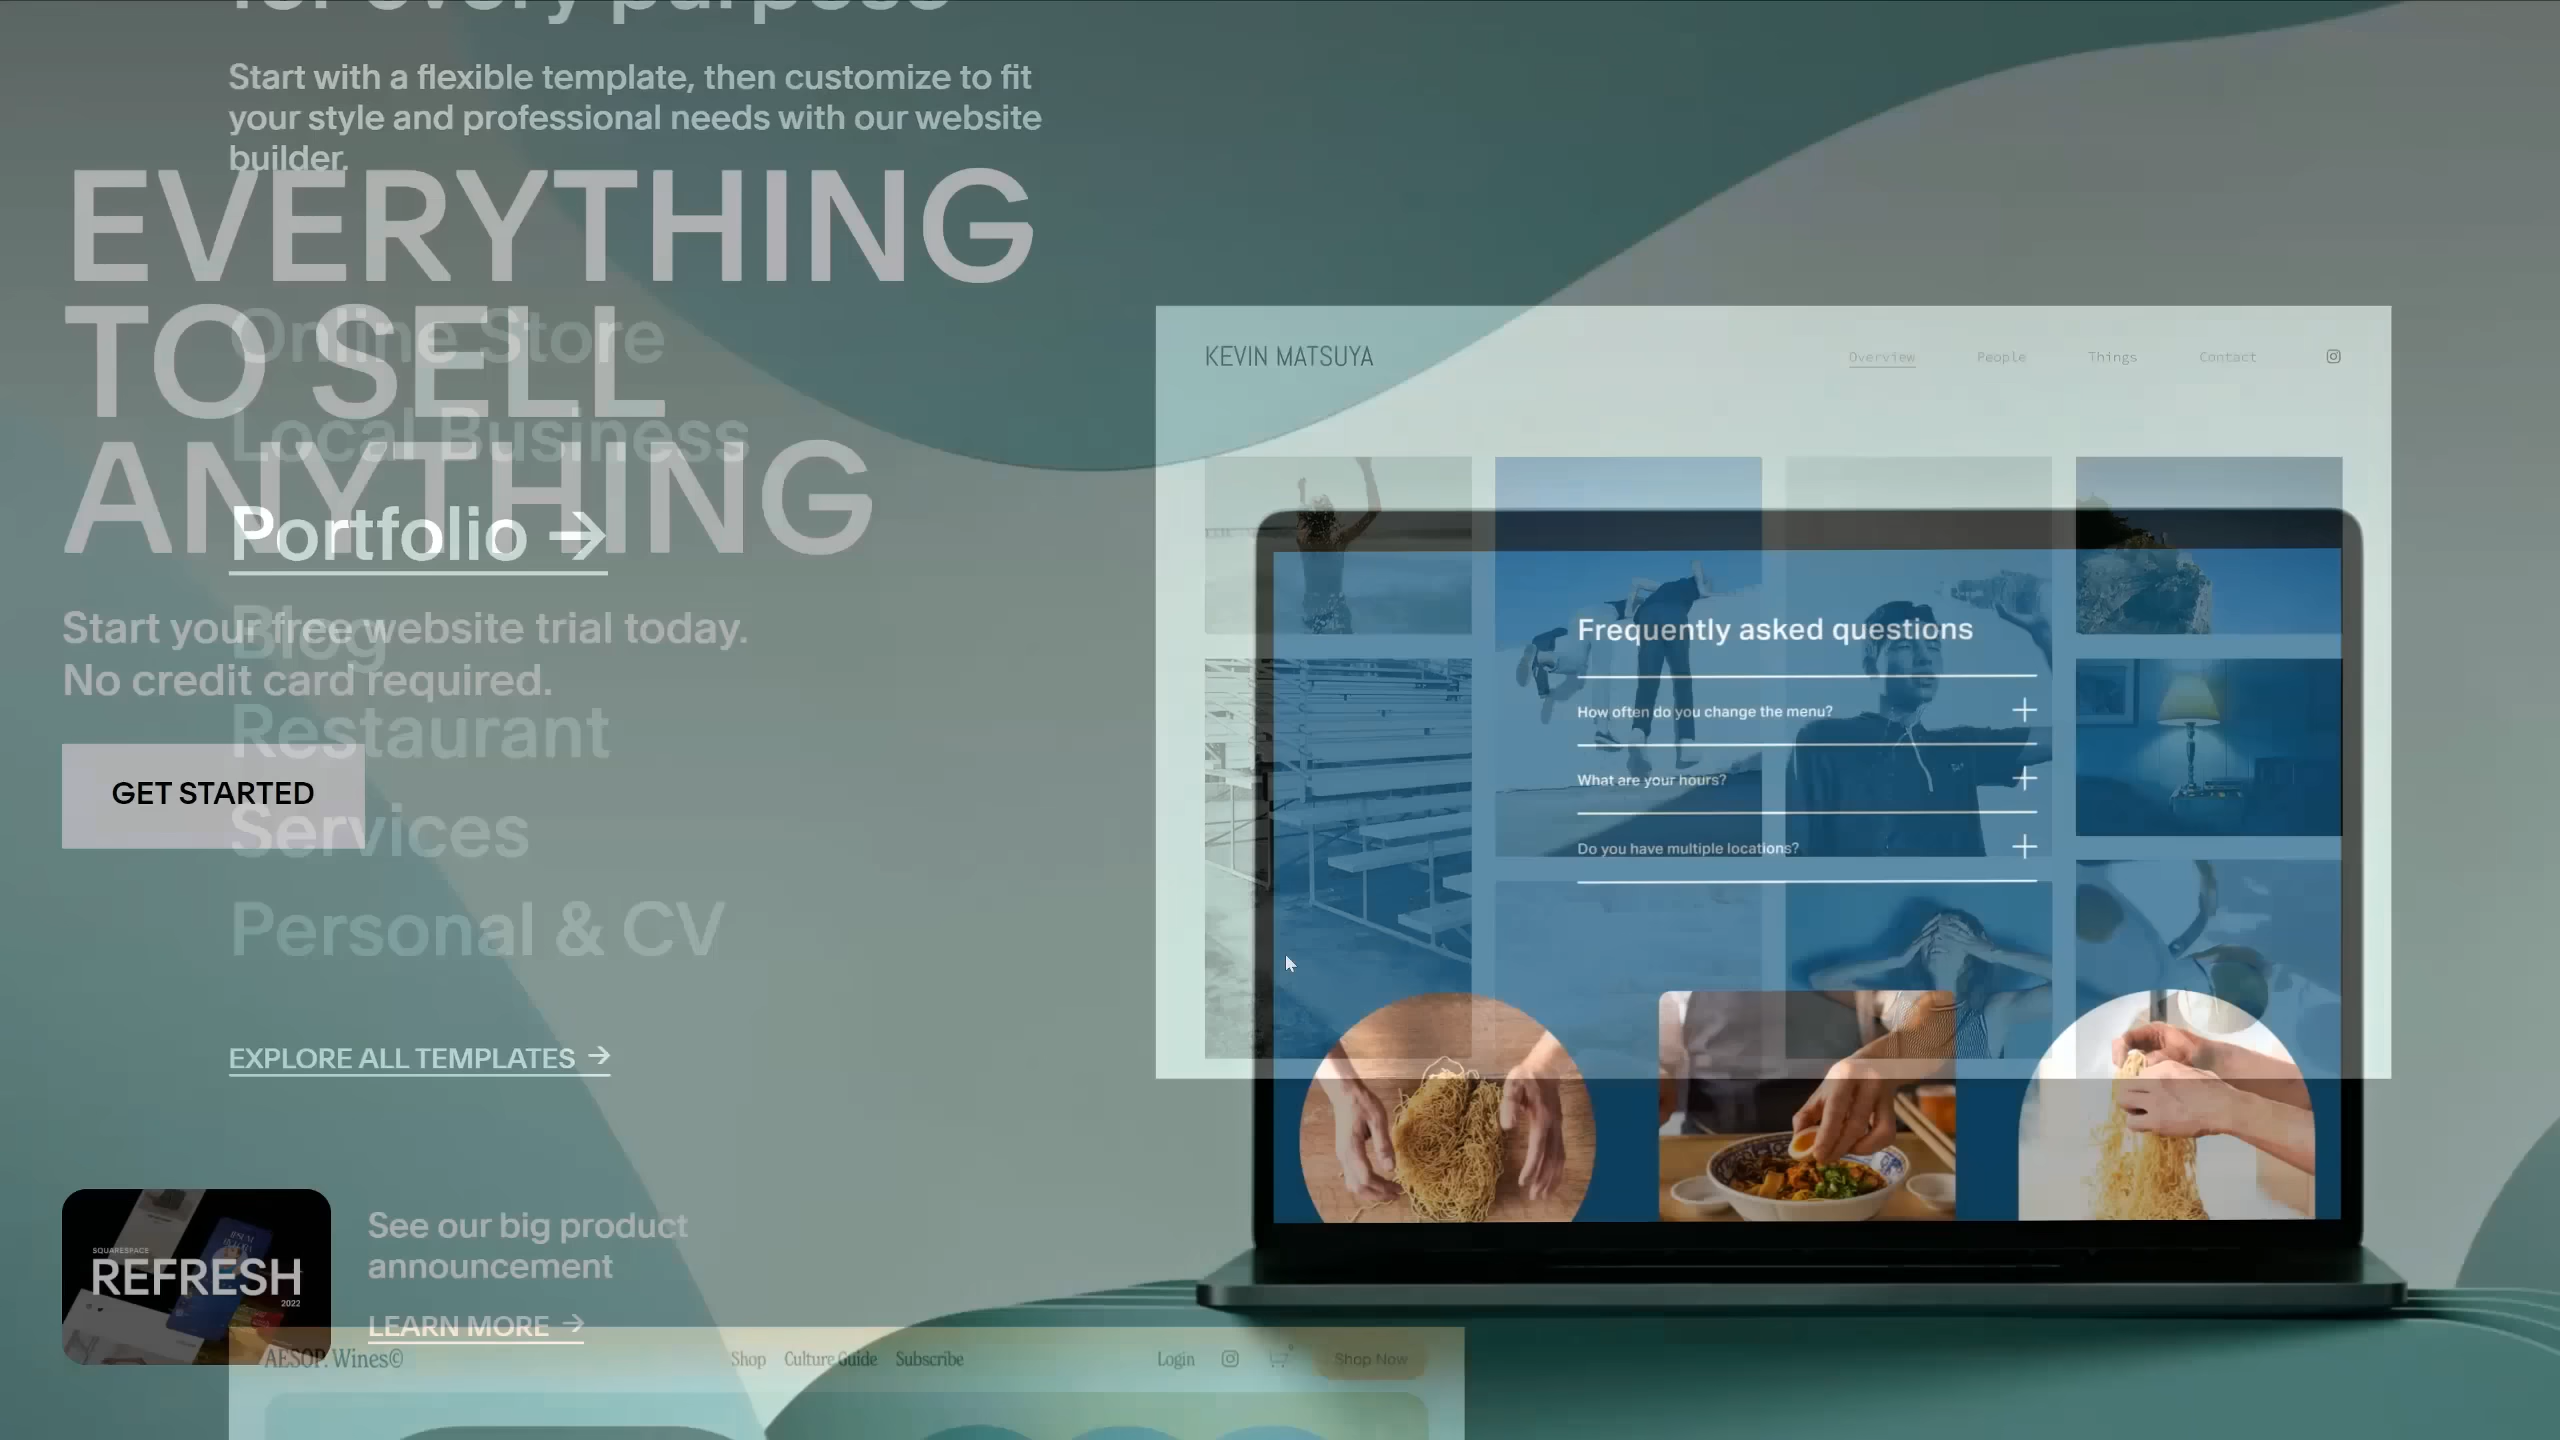 for every purpose
Start with a flexible template, then customize to fit
your style and professional needs with our website
builder.
EVERYTHING
TO SELL
ANYTHING
Online Store
Local Business
Portfolio →
Blog
Restaurant
Services
Personal & CV
Start your free website trial today.
No credit card required.
GET STARTED
EXPLORE ALL TEMPLATES →
SQUARESPACE
REFRESH
2022
See our big product
announcement
LEARN MORE →
KEVIN MATSUYA
Overview People Things Contact
Frequently asked questions
How often do you change the menu?
What are your hours?
Do you have multiple locations?
AESOP. Wines© Shop Culture Guide Subscribe Login Shop Now